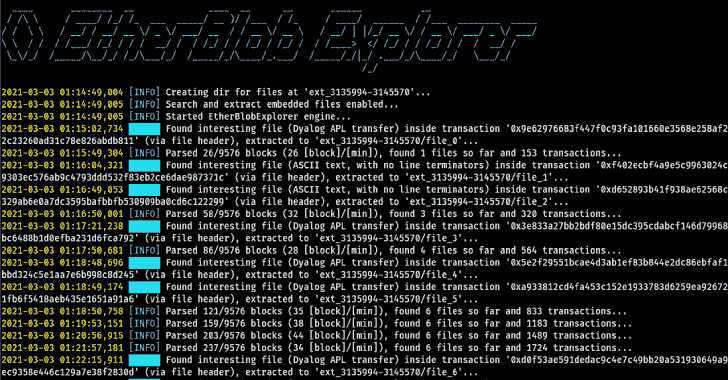 EtherBlob Explorer
2021-03-03 01:14:49,004 [INFO] Creating dir for files at 'ext_3135994-3145570'...
2021-03-03 01:14:49,005 [INFO] Search and extract embedded files enabled...
2021-03-03 01:14:49,005 [INFO] Started EtherBlobExplorer engine...
2021-03-03 01:15:02,734 Found interesting file (Dyalog APL transfer) inside transaction '0x9e62976683f447f0c93fa101660e3568e258af2
2c23260ad31c78e026abdb811' (via file header), extracted to 'ext_3135994-3145570/file_0'...
2021-03-03 01:15:49,304 [INFO] Parsed 26/9576 blocks (26 [block]/[min]), found 1 files so far and 153 transactions...
2021-03-03 01:16:04,321 Found interesting file (ASCII text, with no line terminators) inside transaction '0xf402ecbf4a9e5c9963024c
9303ec576ab9c4793ddd532f83eb2ce6dae987371c' (via file header), extracted to 'ext_3135994-3145570/file_1'...
2021-03-03 01:16:49,053 Found interesting file (ASCII text, with no line terminators) inside transaction '0xd652893b41f938ae62568c
329ab6e0a7dc3595bafbbfb530909ba0cd6c122299' (via file header), extracted to 'ext_3135994-3145570/file_2'...
2021-03-03 01:16:50,001 [INFO] Parsed 58/9576 blocks (32 [block]/[min]), found 3 files so far and 320 transactions...
2021-03-03 01:17:21,238 Found interesting file (Dyalog APL transfer) inside transaction '0x3e833a27bb2bdf80e15dc395cdabcf146d79968
bc6488b1d0efba231d6fca792' (via file header), extracted to 'ext_3135994-3145570/file_3'...
2021-03-03 01:17:50,681 [INFO] Parsed 86/9576 blocks (28 [block]/[min]), found 4 files so far and 564 transactions...
2021-03-03 01:18:48,696 Found interesting file (Dyalog APL transfer) inside transaction '0x5e2f29551bcae4d3ab1ef83b844e2dc86ebfaf1
bbd324c5e1aa7e6b998c8d245' (via file header), extracted to 'ext_3135994-3145570/file_4'...
2021-03-03 01:18:49,174 Found interesting file (Dyalog APL transfer) inside transaction '0xa933812cd4fa453c152e1933783d6259ea92672
1fb6f5418aeb435e1651a91a6' (via file header), extracted to 'ext_3135994-3145570/file_5'...
2021-03-03 01:18:50,758 [INFO] Parsed 121/9576 blocks (35 [block]/[min]), found 6 files so far and 833 transactions...
2021-03-03 01:19:53,151 [INFO] Parsed 159/9576 blocks (38 [block]/[min]), found 6 files so far and 1183 transactions...
2021-03-03 01:20:56,915 [INFO] Parsed 203/9576 blocks (44 [block]/[min]), found 6 files so far and 1489 transactions...
2021-03-03 01:21:57,181 [INFO] Parsed 237/9576 blocks (34 [block]/[min]), found 6 files so far and 1724 transactions...
2021-03-03 01:22:15,911 Found interesting file (Dyalog APL transfer) inside transaction '0xd0f53ae591dedac9c4e7c49bb20a531930649a9
ec9358e446c129a7e38f2830d' (via file header), extracted to 'ext_3135994-3145570/file_6'...